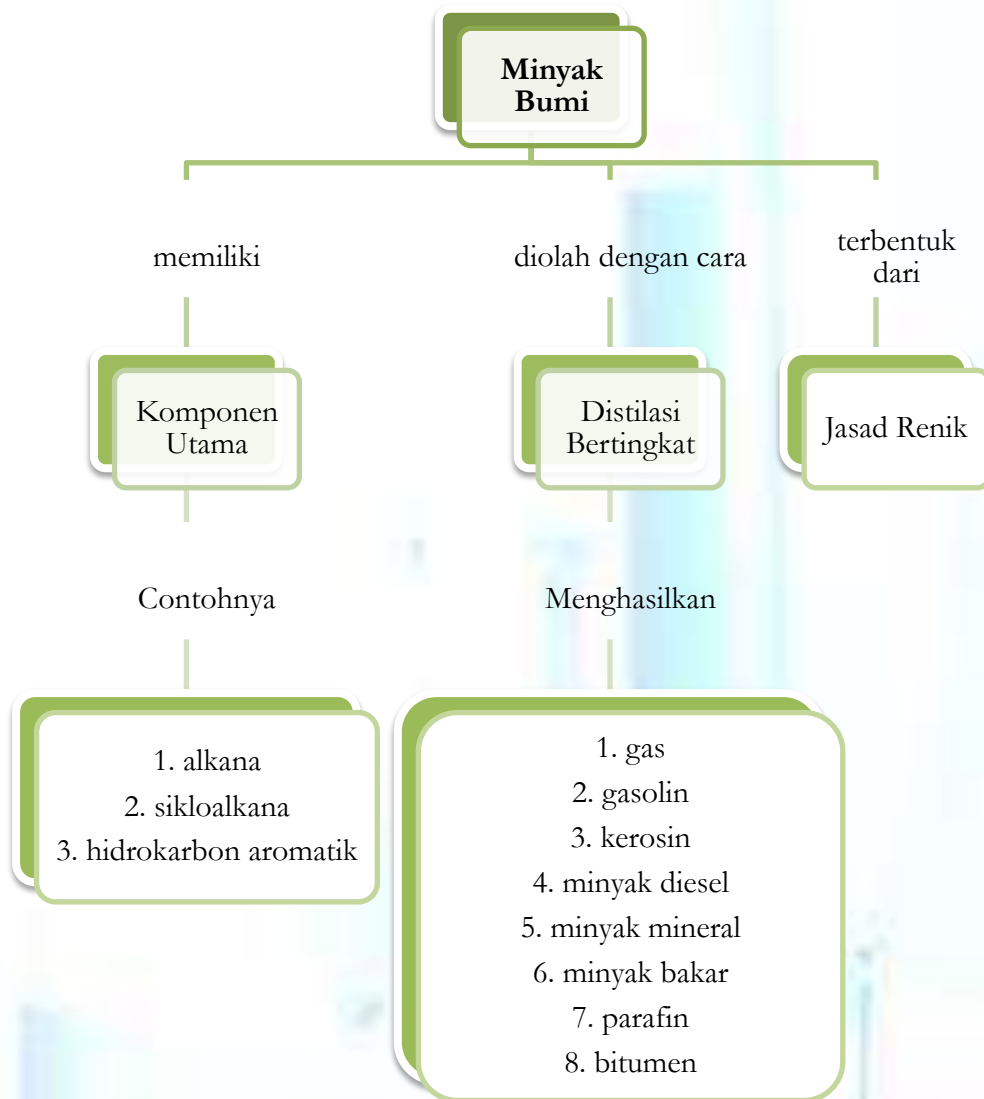 Minyak
Bumi
memiliki
diolah dengan cara
terbentuk
dari
Komponen
Utama
Distilasi
Bertingkat
Jasad Renik
Contohnya
Menghasilkan
1. alkana
2. sikloalkana
3. hidrokarbon aromatik
1. gas
2. gasolin
3. kerosin
4. minyak diesel
5. minyak mineral
6. minyak bakar
7. parafin
8. bitumen